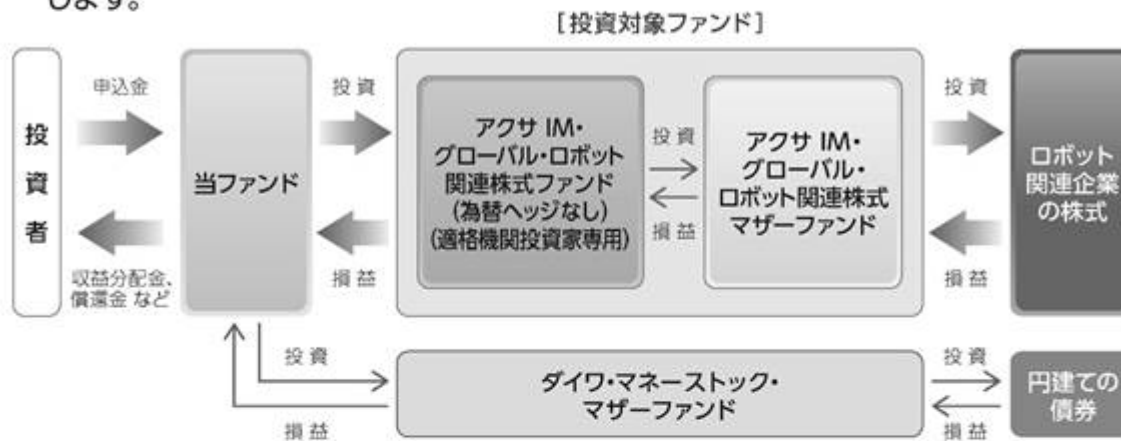 します。
[投資対象ファンド]
投資者
申込金
収益分配金、
償還金 など
当ファンド
投資
損益
アクサ IM・
グローバル・ロボット
関連株式ファンド
(為替ヘッジなし)
(適格機関投資家専用)
投資
損益
アクサ IM・
グローバル・
ロボット関連株式
マザーファンド
投資
損益
ロボット
関連企業
の株式
投資
損益
ダイワ・マネーストック・
マザーファンド
投資
損益
円建ての
債券